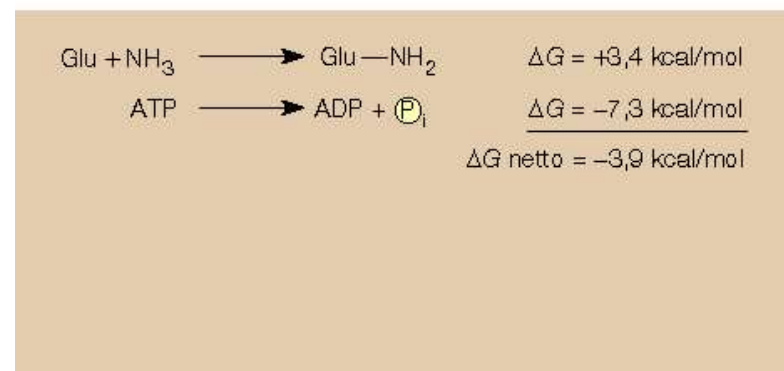 Glu + NH₃ ⟶ Glu—NH₂ ΔG = +3,4 kcal/mol
ATP ⟶ ADP + Ⓟᵢ ΔG = –7,3 kcal/mol
ΔG netto = –3,9 kcal/mol